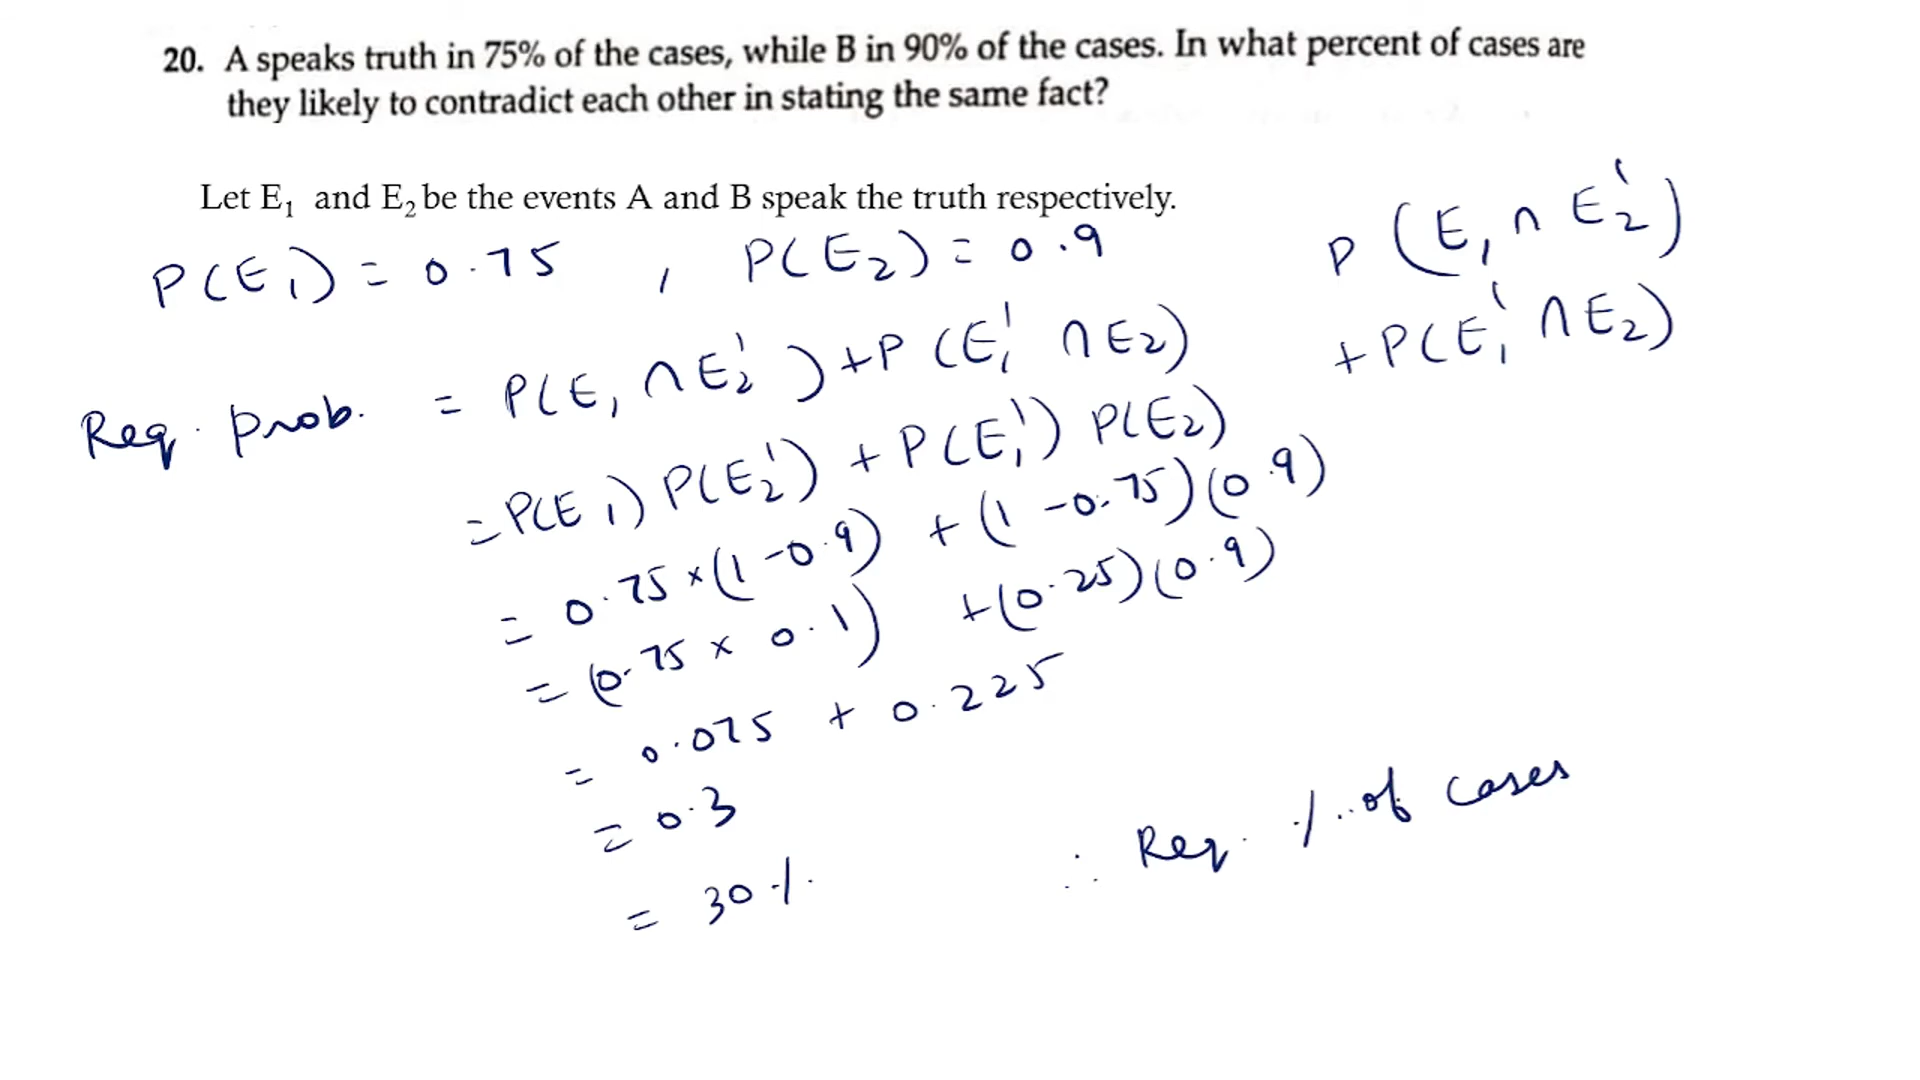 20. A speaks truth in 75% of the cases, while B in 90% of the cases. In what percent of cases are
they likely to contradict each other in stating the same fact?
Let E₁ and E₂ be the events A and B speak the truth respectively.
P(E₁) = 0.75 , P(E₂) = 0.9
P(E₁ ∩ E₂')
+ P(E₁' ∩ E₂)
Req. prob. = P(E₁ ∩ E₂') + P(E₁' ∩ E₂)
= P(E₁) P(E₂') + P(E₁') P(E₂)
= 0.75 × (1 - 0.9) + (1 - 0.75)(0.9)
= (0.75 × 0.1) + (0.25)(0.9)
= 0.075 + 0.225
= 0.3
= 30 %
∴ Req. % of cases